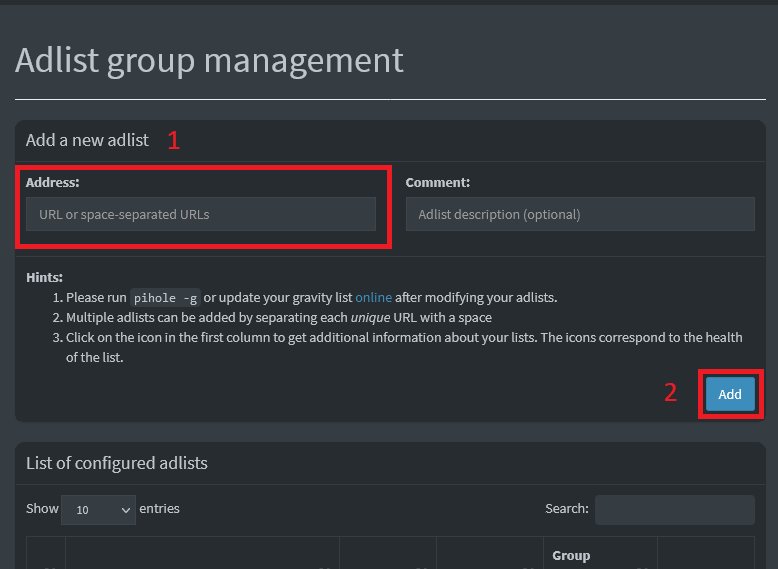 Adlist group management
Add a new adlist 1
Address:
Comment:
URL or space-separated URLs
Adlist description (optional)
Hints:
1. Please run pihole -g or update your gravity list online after modifying your adlists.
2. Multiple adlists can be added by separating each unique URL with a space
3. Click on the icon in the first column to get additional information about your lists. The icons correspond to the health
of the list.
2 Add
List of configured adlists
Show 10 entries
Search:
Group